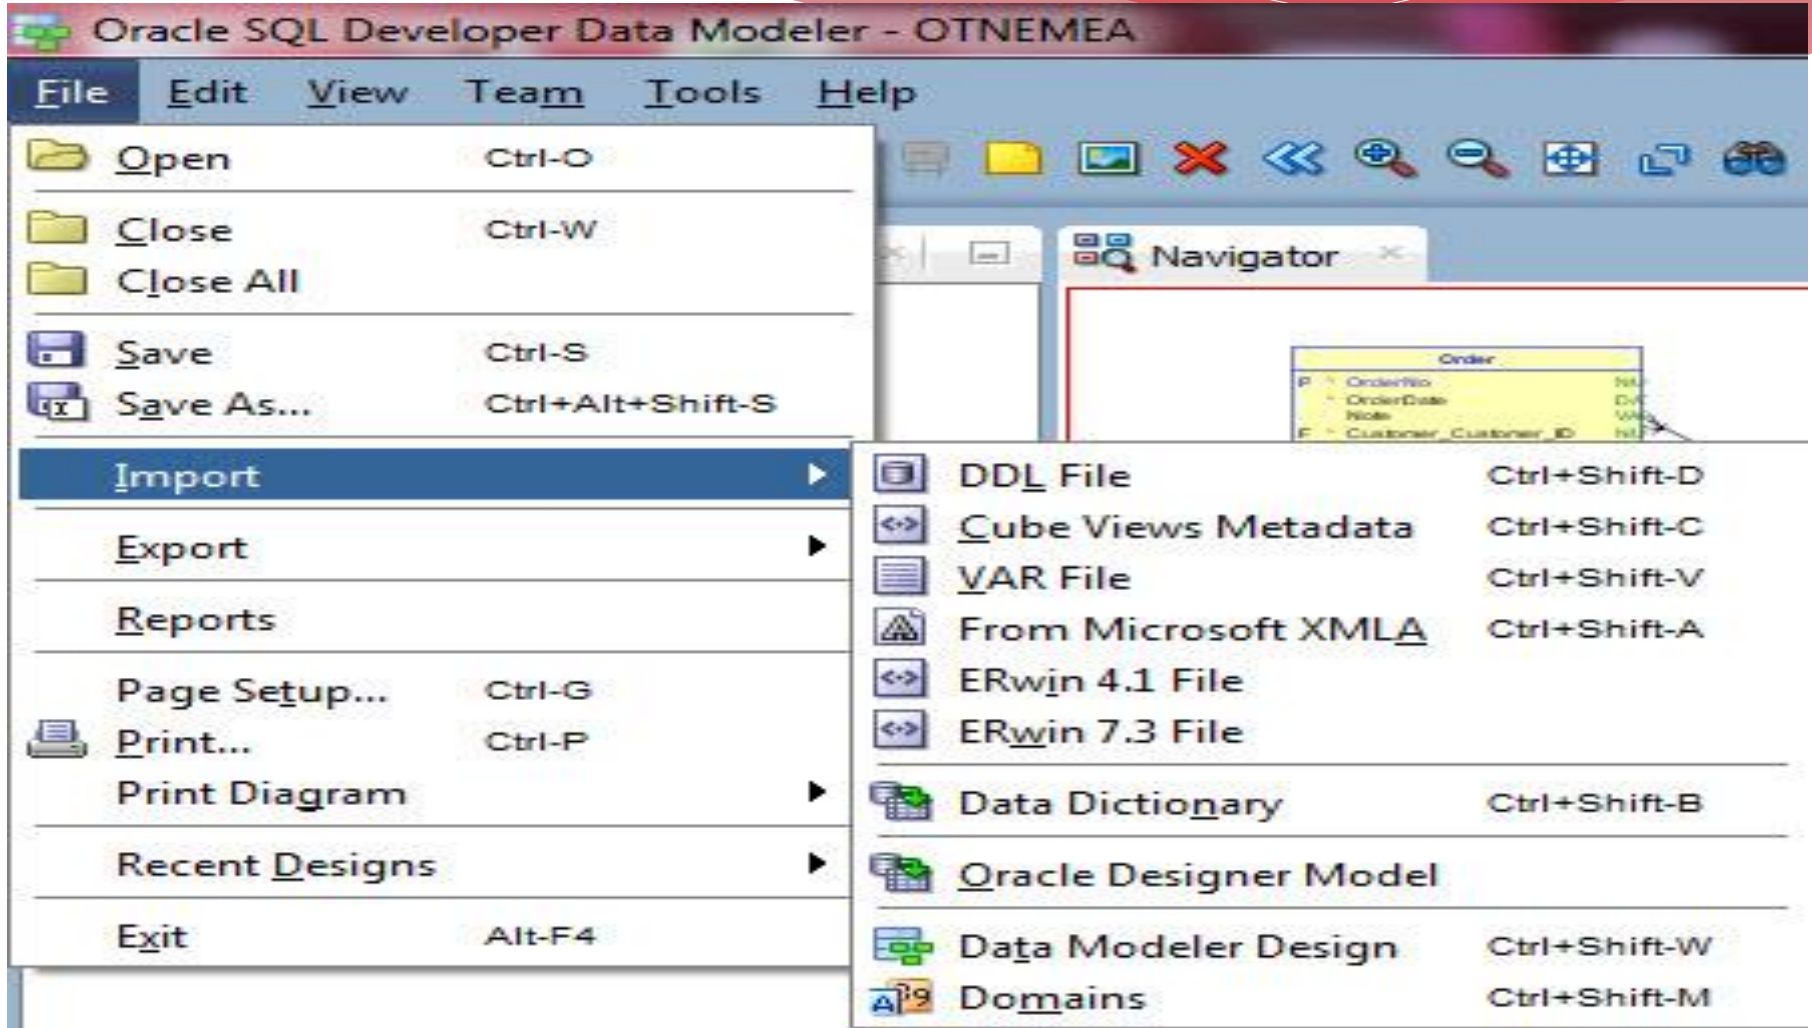 Oracle SQL Developer Data Modeler - OTNEMEA
File Edit View Team Tools Help
Open Ctrl-O
Close Ctrl-W
Close All
Save Ctrl-S
Save As... Ctrl+Alt+Shift-S
Import
Export
Reports
Page Setup... Ctrl-G
Print... Ctrl-P
Print Diagram
Recent Designs
Exit Alt-F4
Navigator
Order
P * OrderNo
* OrderDate
Note
F * Customer_Customer_ID
DDL File Ctrl+Shift-D
Cube Views Metadata Ctrl+Shift-C
VAR File Ctrl+Shift-V
From Microsoft XMLA Ctrl+Shift-A
ERwin 4.1 File
ERwin 7.3 File
Data Dictionary Ctrl+Shift-B
Oracle Designer Model
Data Modeler Design Ctrl+Shift-W
Domains Ctrl+Shift-M